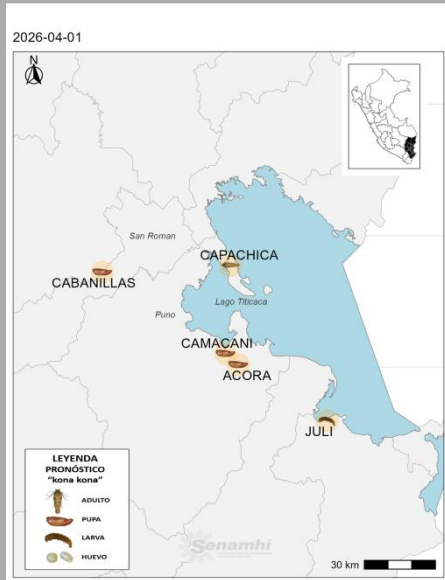 2026-04-01
N
San Roman
CAPACHICA
CABANILLAS
Lago Titicaca
Puno
CAMACANI
ACORA
JULI
LEYENDA
PRONÓSTICO
"kona kona"
ADULTO
PUPA
LARVA
HUEVO
Senamhi
30 km